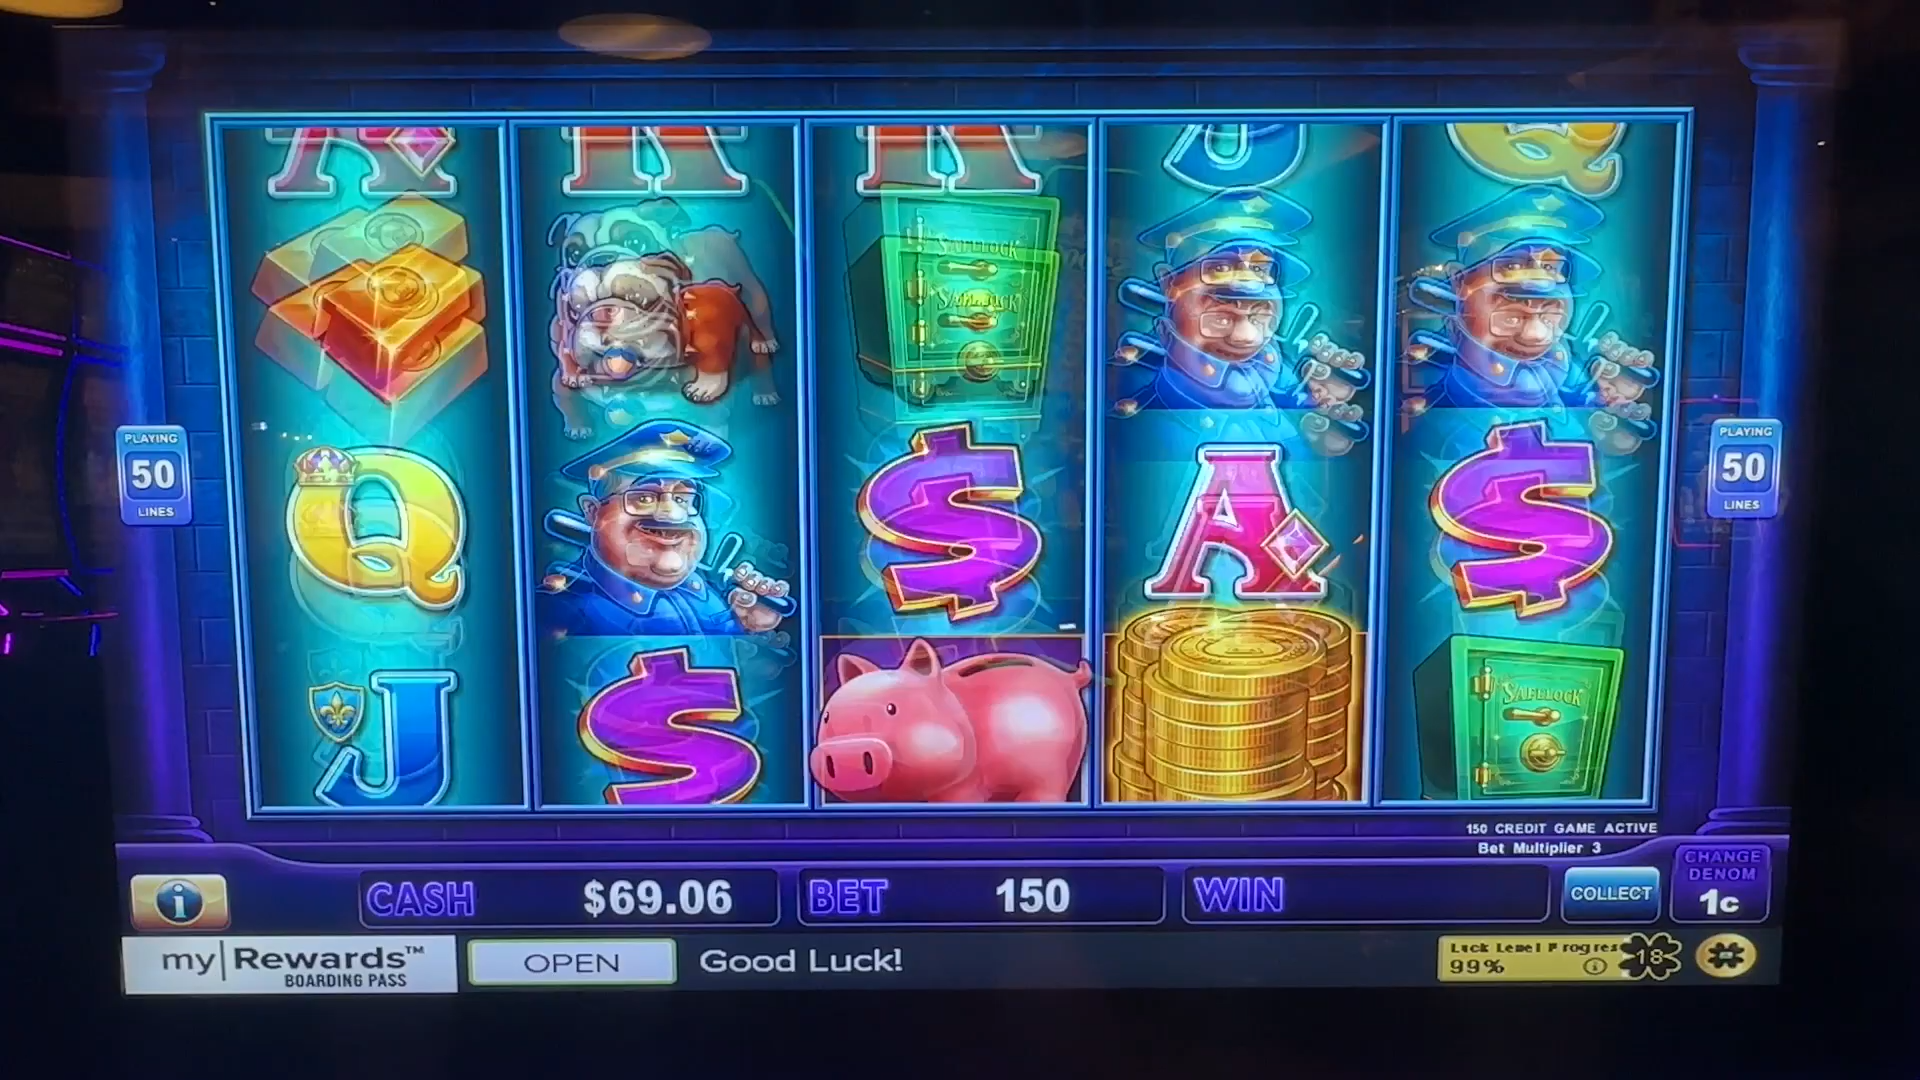 A K K J Q
SAFELOCK
SAFELOCK
PLAYING
50
LINES
PLAYING
50
LINES
Q $ A $
J $
SAFELOCK
150 CREDIT GAME ACTIVE
Bet Multiplier 3
CASH $69.06 BET 150 WIN COLLECT
CHANGE
DENOM
1c
my|Rewards™
BOARDING PASS
OPEN
Good Luck!
Luck Level Progres
99%
18